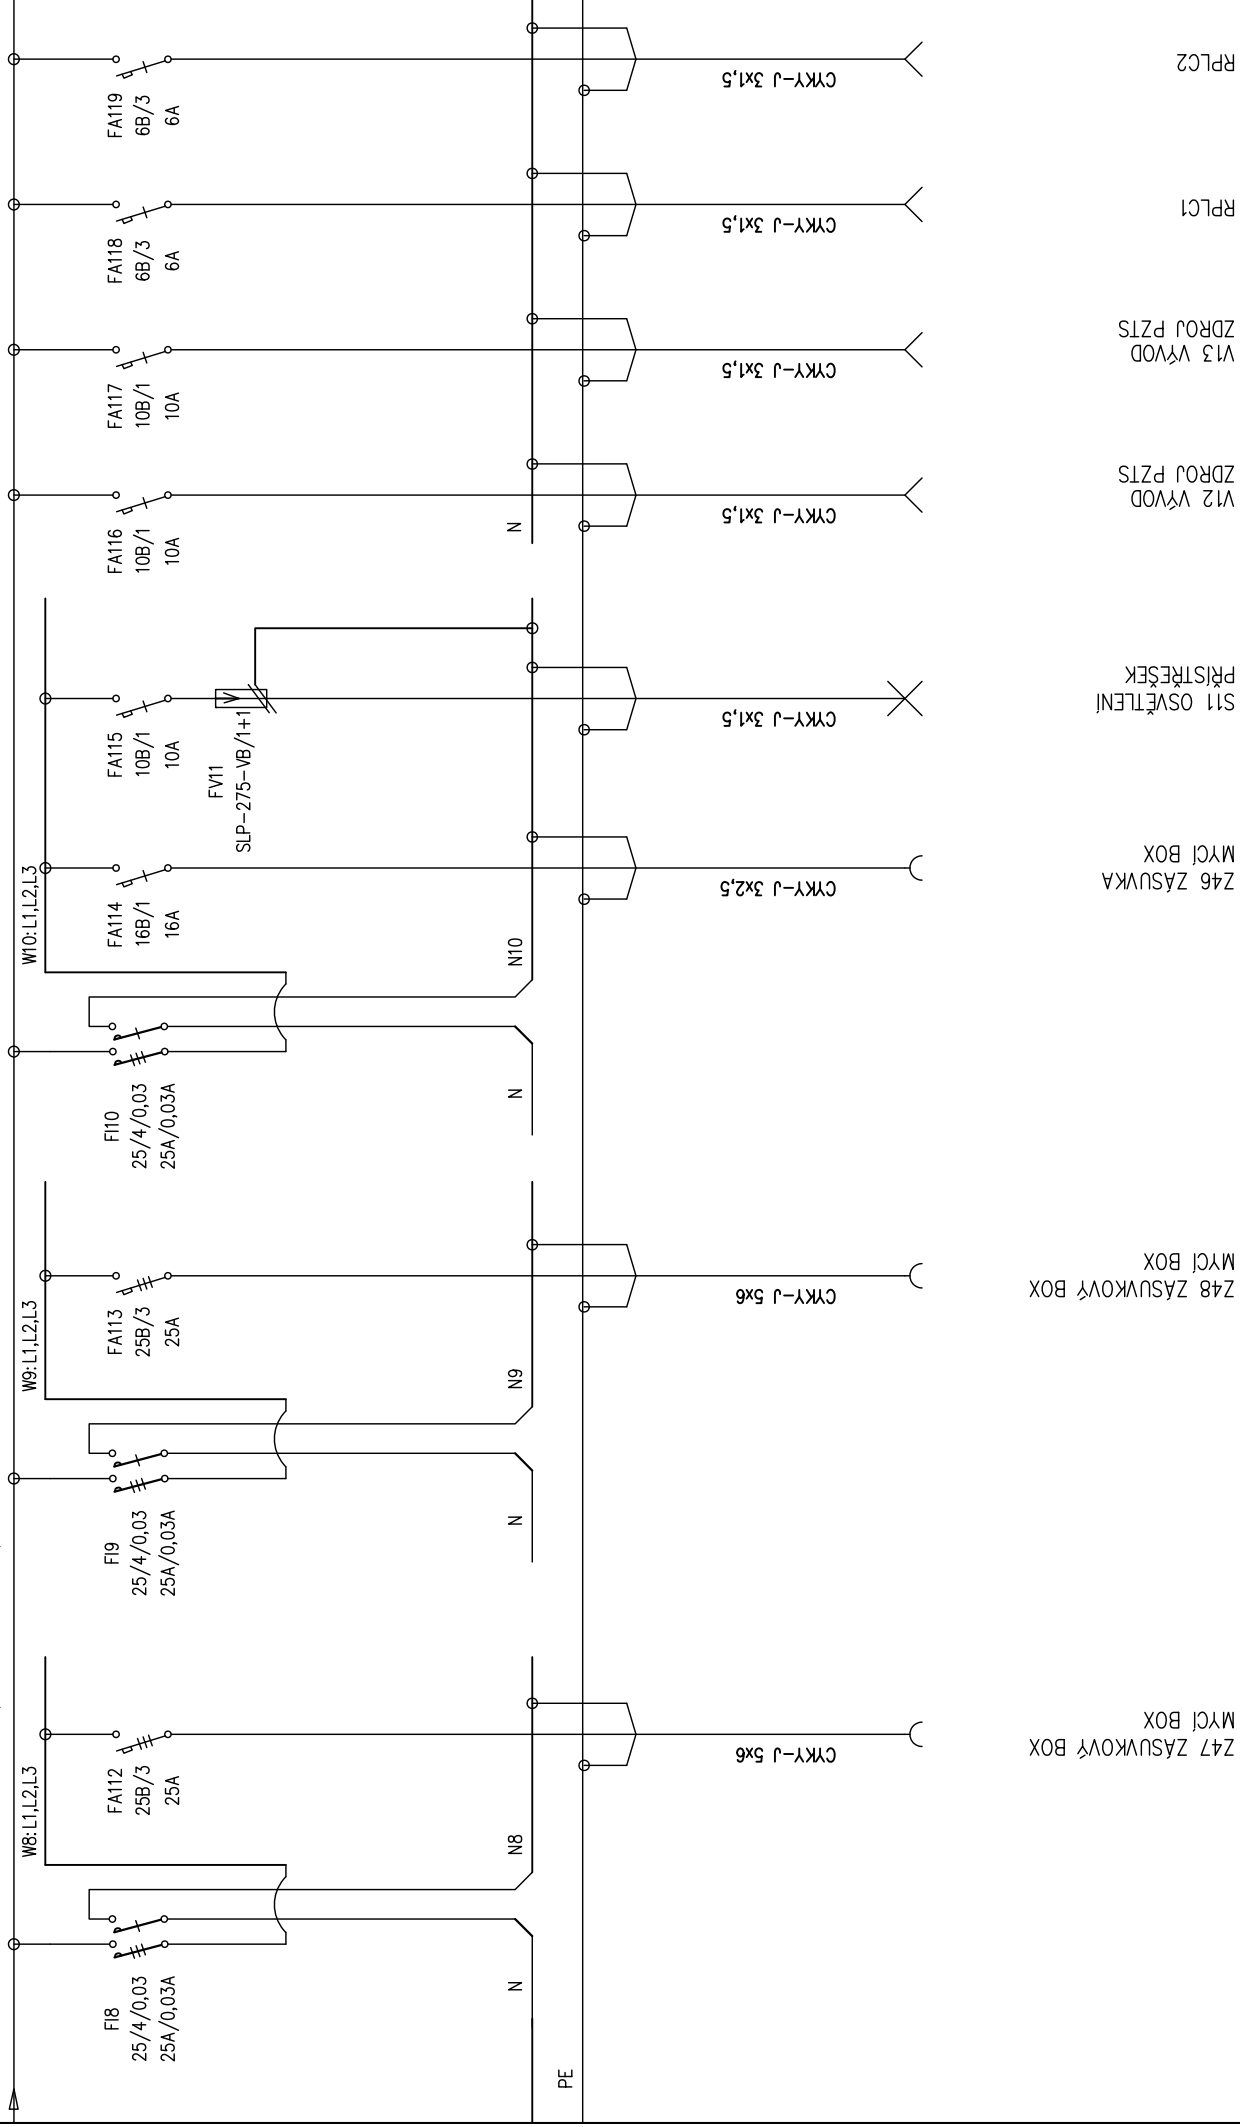 FI8
25/4/0,03
25A/0,03A
W8:L1,L2,L3
FA112
25B/3
25A
N
N8
PE
CYKY-J 5x6
Z47 ZÁSUVKOVÝ BOX
MYCÍ BOX
FI9
25/4/0,03
25A/0,03A
W9:L1,L2,L3
FA113
25B/3
25A
N
N9
CYKY-J 5x6
Z48 ZÁSUVKOVÝ BOX
MYCÍ BOX
FI10
25/4/0,03
25A/0,03A
W10:L1,L2,L3
FA114
16B/1
16A
N
N10
CYKY-J 3x2,5
Z46 ZÁSUVKA
MYCÍ BOX
FA115
10B/1
10A
FV11
SLP-275-VB/1+1
CYKY-J 3x1,5
S11 OSVĚTLENÍ
PŘÍSTŘEŠEK
FA116
10B/1
10A
N
CYKY-J 3x1,5
V12 VÝVOD
ZDROJ PZTS
FA117
10B/1
10A
CYKY-J 3x1,5
V13 VÝVOD
ZDROJ PZTS
FA118
6B/3
6A
CYKY-J 3x1,5
RPLC1
FA119
6B/3
6A
CYKY-J 3x1,5
RPLC2